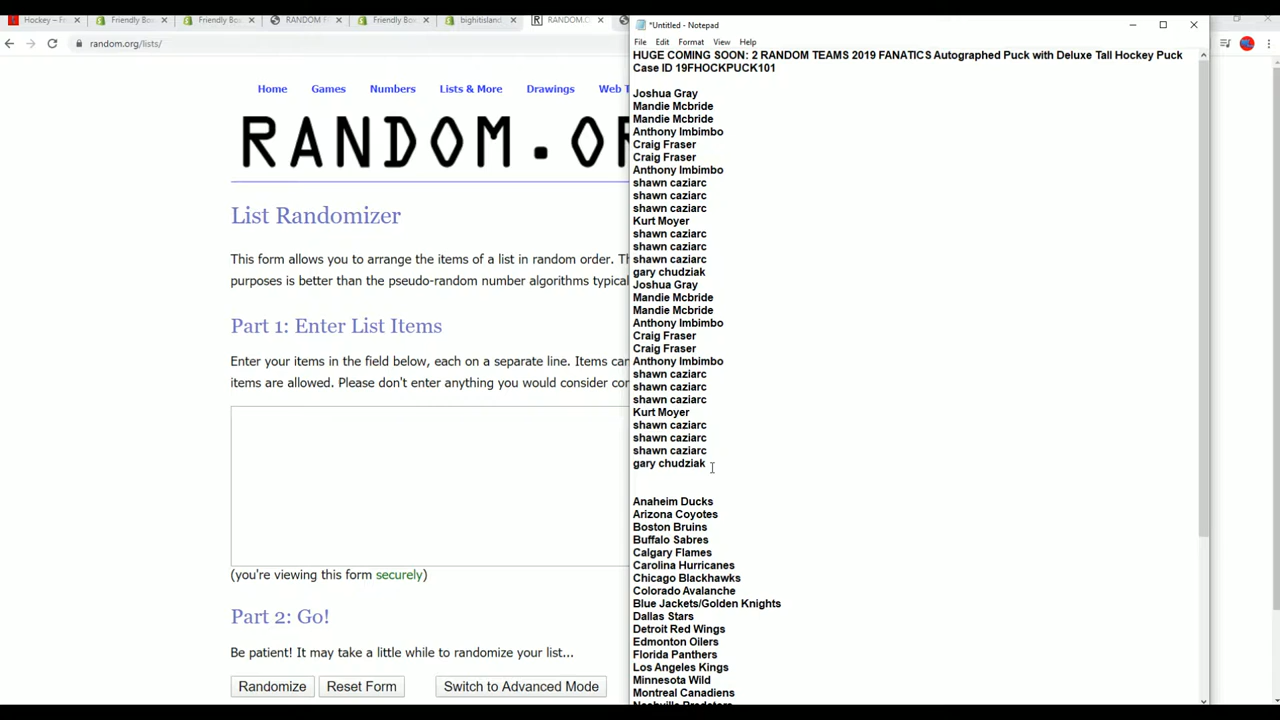 Hockey – F
Friendly Bo
Friendly Bo
RANDOM
Friendly Bo
bighitisland
RANDOM.O
random.org/lists/
Home
Games
Numbers
Lists & More
Drawings
Web T
RANDOM.O
List Randomizer
This form allows you to arrange the items of a list in random order. Th
purposes is better than the pseudo-random number algorithms typical
Part 1: Enter List Items
Enter your items in the field below, each on a separate line. Items can
items are allowed. Please don't enter anything you would consider con
(you're viewing this form securely)
Part 2: Go!
Be patient! It may take a little while to randomize your list...
Randomize
Reset Form
Switch to Advanced Mode
*Untitled - Notepad
File Edit Format View Help
HUGE COMING SOON: 2 RANDOM TEAMS 2019 FANATICS Autographed Puck with Deluxe Tall Hockey Puck
Case ID 19FHOCKPUCK101
Joshua Gray
Mandie Mcbride
Mandie Mcbride
Anthony Imbimbo
Craig Fraser
Craig Fraser
Anthony Imbimbo
shawn caziarc
shawn caziarc
shawn caziarc
Kurt Moyer
shawn caziarc
shawn caziarc
shawn caziarc
gary chudziak
Joshua Gray
Mandie Mcbride
Mandie Mcbride
Anthony Imbimbo
Craig Fraser
Craig Fraser
Anthony Imbimbo
shawn caziarc
shawn caziarc
shawn caziarc
Kurt Moyer
shawn caziarc
shawn caziarc
shawn caziarc
gary chudziak
Anaheim Ducks
Arizona Coyotes
Boston Bruins
Buffalo Sabres
Calgary Flames
Carolina Hurricanes
Chicago Blackhawks
Colorado Avalanche
Blue Jackets/Golden Knights
Dallas Stars
Detroit Red Wings
Edmonton Oilers
Florida Panthers
Los Angeles Kings
Minnesota Wild
Montreal Canadiens
Nashville Predators